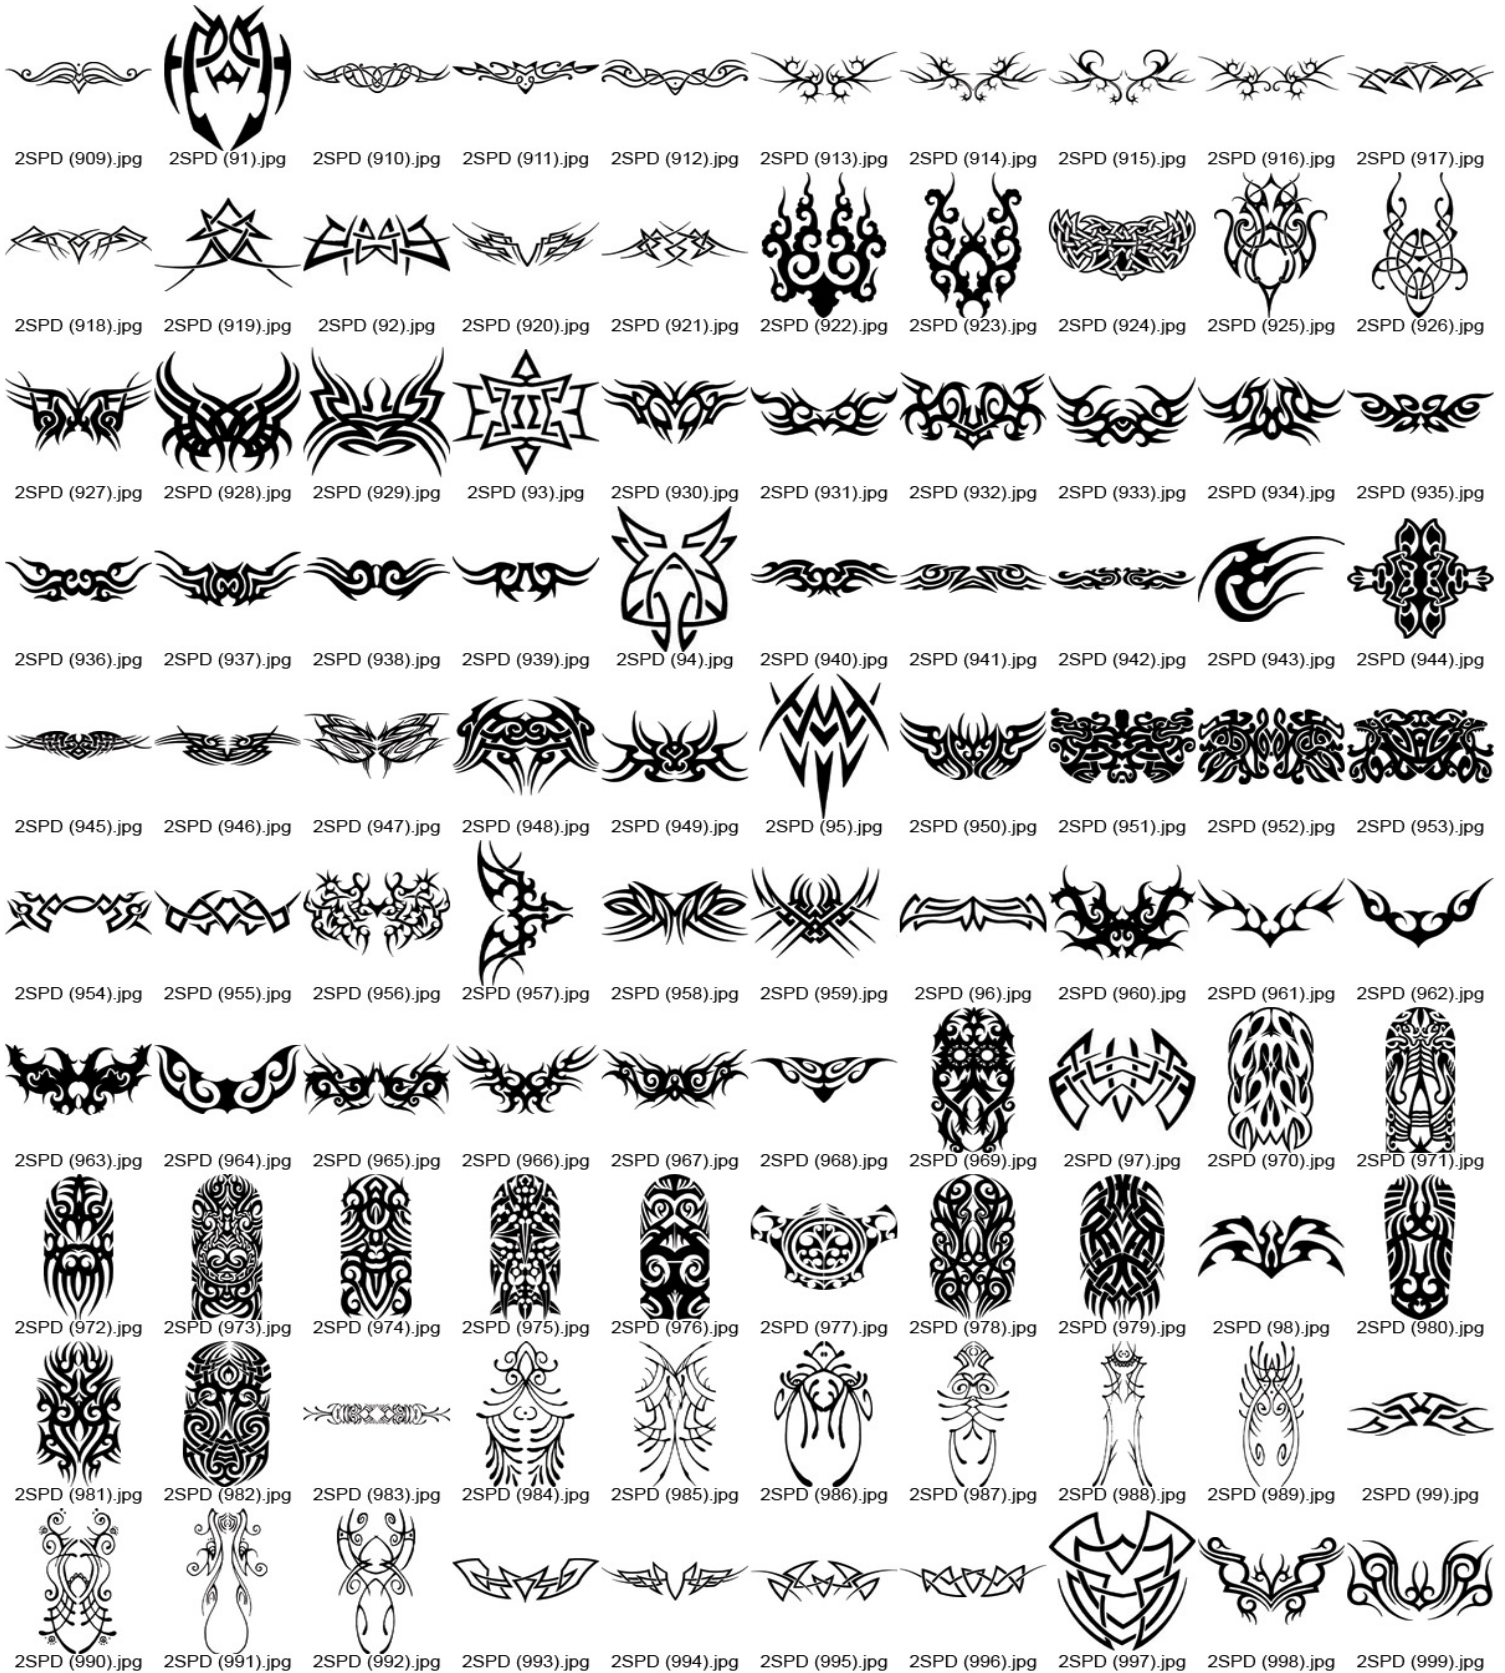 2SPD (909).jpg 2SPD (91).jpg 2SPD (910).jpg 2SPD (911).jpg 2SPD (912).jpg 2SPD (913).jpg 2SPD (914).jpg 2SPD (915).jpg 2SPD (916).jpg 2SPD (917).jpg
2SPD (918).jpg 2SPD (919).jpg 2SPD (92).jpg 2SPD (920).jpg 2SPD (921).jpg 2SPD (922).jpg 2SPD (923).jpg 2SPD (924).jpg 2SPD (925).jpg 2SPD (926).jpg
2SPD (927).jpg 2SPD (928).jpg 2SPD (929).jpg 2SPD (93).jpg 2SPD (930).jpg 2SPD (931).jpg 2SPD (932).jpg 2SPD (933).jpg 2SPD (934).jpg 2SPD (935).jpg
2SPD (936).jpg 2SPD (937).jpg 2SPD (938).jpg 2SPD (939).jpg 2SPD (94).jpg 2SPD (940).jpg 2SPD (941).jpg 2SPD (942).jpg 2SPD (943).jpg 2SPD (944).jpg
2SPD (945).jpg 2SPD (946).jpg 2SPD (947).jpg 2SPD (948).jpg 2SPD (949).jpg 2SPD (95).jpg 2SPD (950).jpg 2SPD (951).jpg 2SPD (952).jpg 2SPD (953).jpg
2SPD (954).jpg 2SPD (955).jpg 2SPD (956).jpg 2SPD (957).jpg 2SPD (958).jpg 2SPD (959).jpg 2SPD (96).jpg 2SPD (960).jpg 2SPD (961).jpg 2SPD (962).jpg
2SPD (963).jpg 2SPD (964).jpg 2SPD (965).jpg 2SPD (966).jpg 2SPD (967).jpg 2SPD (968).jpg 2SPD (969).jpg 2SPD (97).jpg 2SPD (970).jpg 2SPD (971).jpg
2SPD (972).jpg 2SPD (973).jpg 2SPD (974).jpg 2SPD (975).jpg 2SPD (976).jpg 2SPD (977).jpg 2SPD (978).jpg 2SPD (979).jpg 2SPD (98).jpg 2SPD (980).jpg
2SPD (981).jpg 2SPD (982).jpg 2SPD (983).jpg 2SPD (984).jpg 2SPD (985).jpg 2SPD (986).jpg 2SPD (987).jpg 2SPD (988).jpg 2SPD (989).jpg 2SPD (99).jpg
2SPD (990).jpg 2SPD (991).jpg 2SPD (992).jpg 2SPD (993).jpg 2SPD (994).jpg 2SPD (995).jpg 2SPD (996).jpg 2SPD (997).jpg 2SPD (998).jpg 2SPD (999).jpg